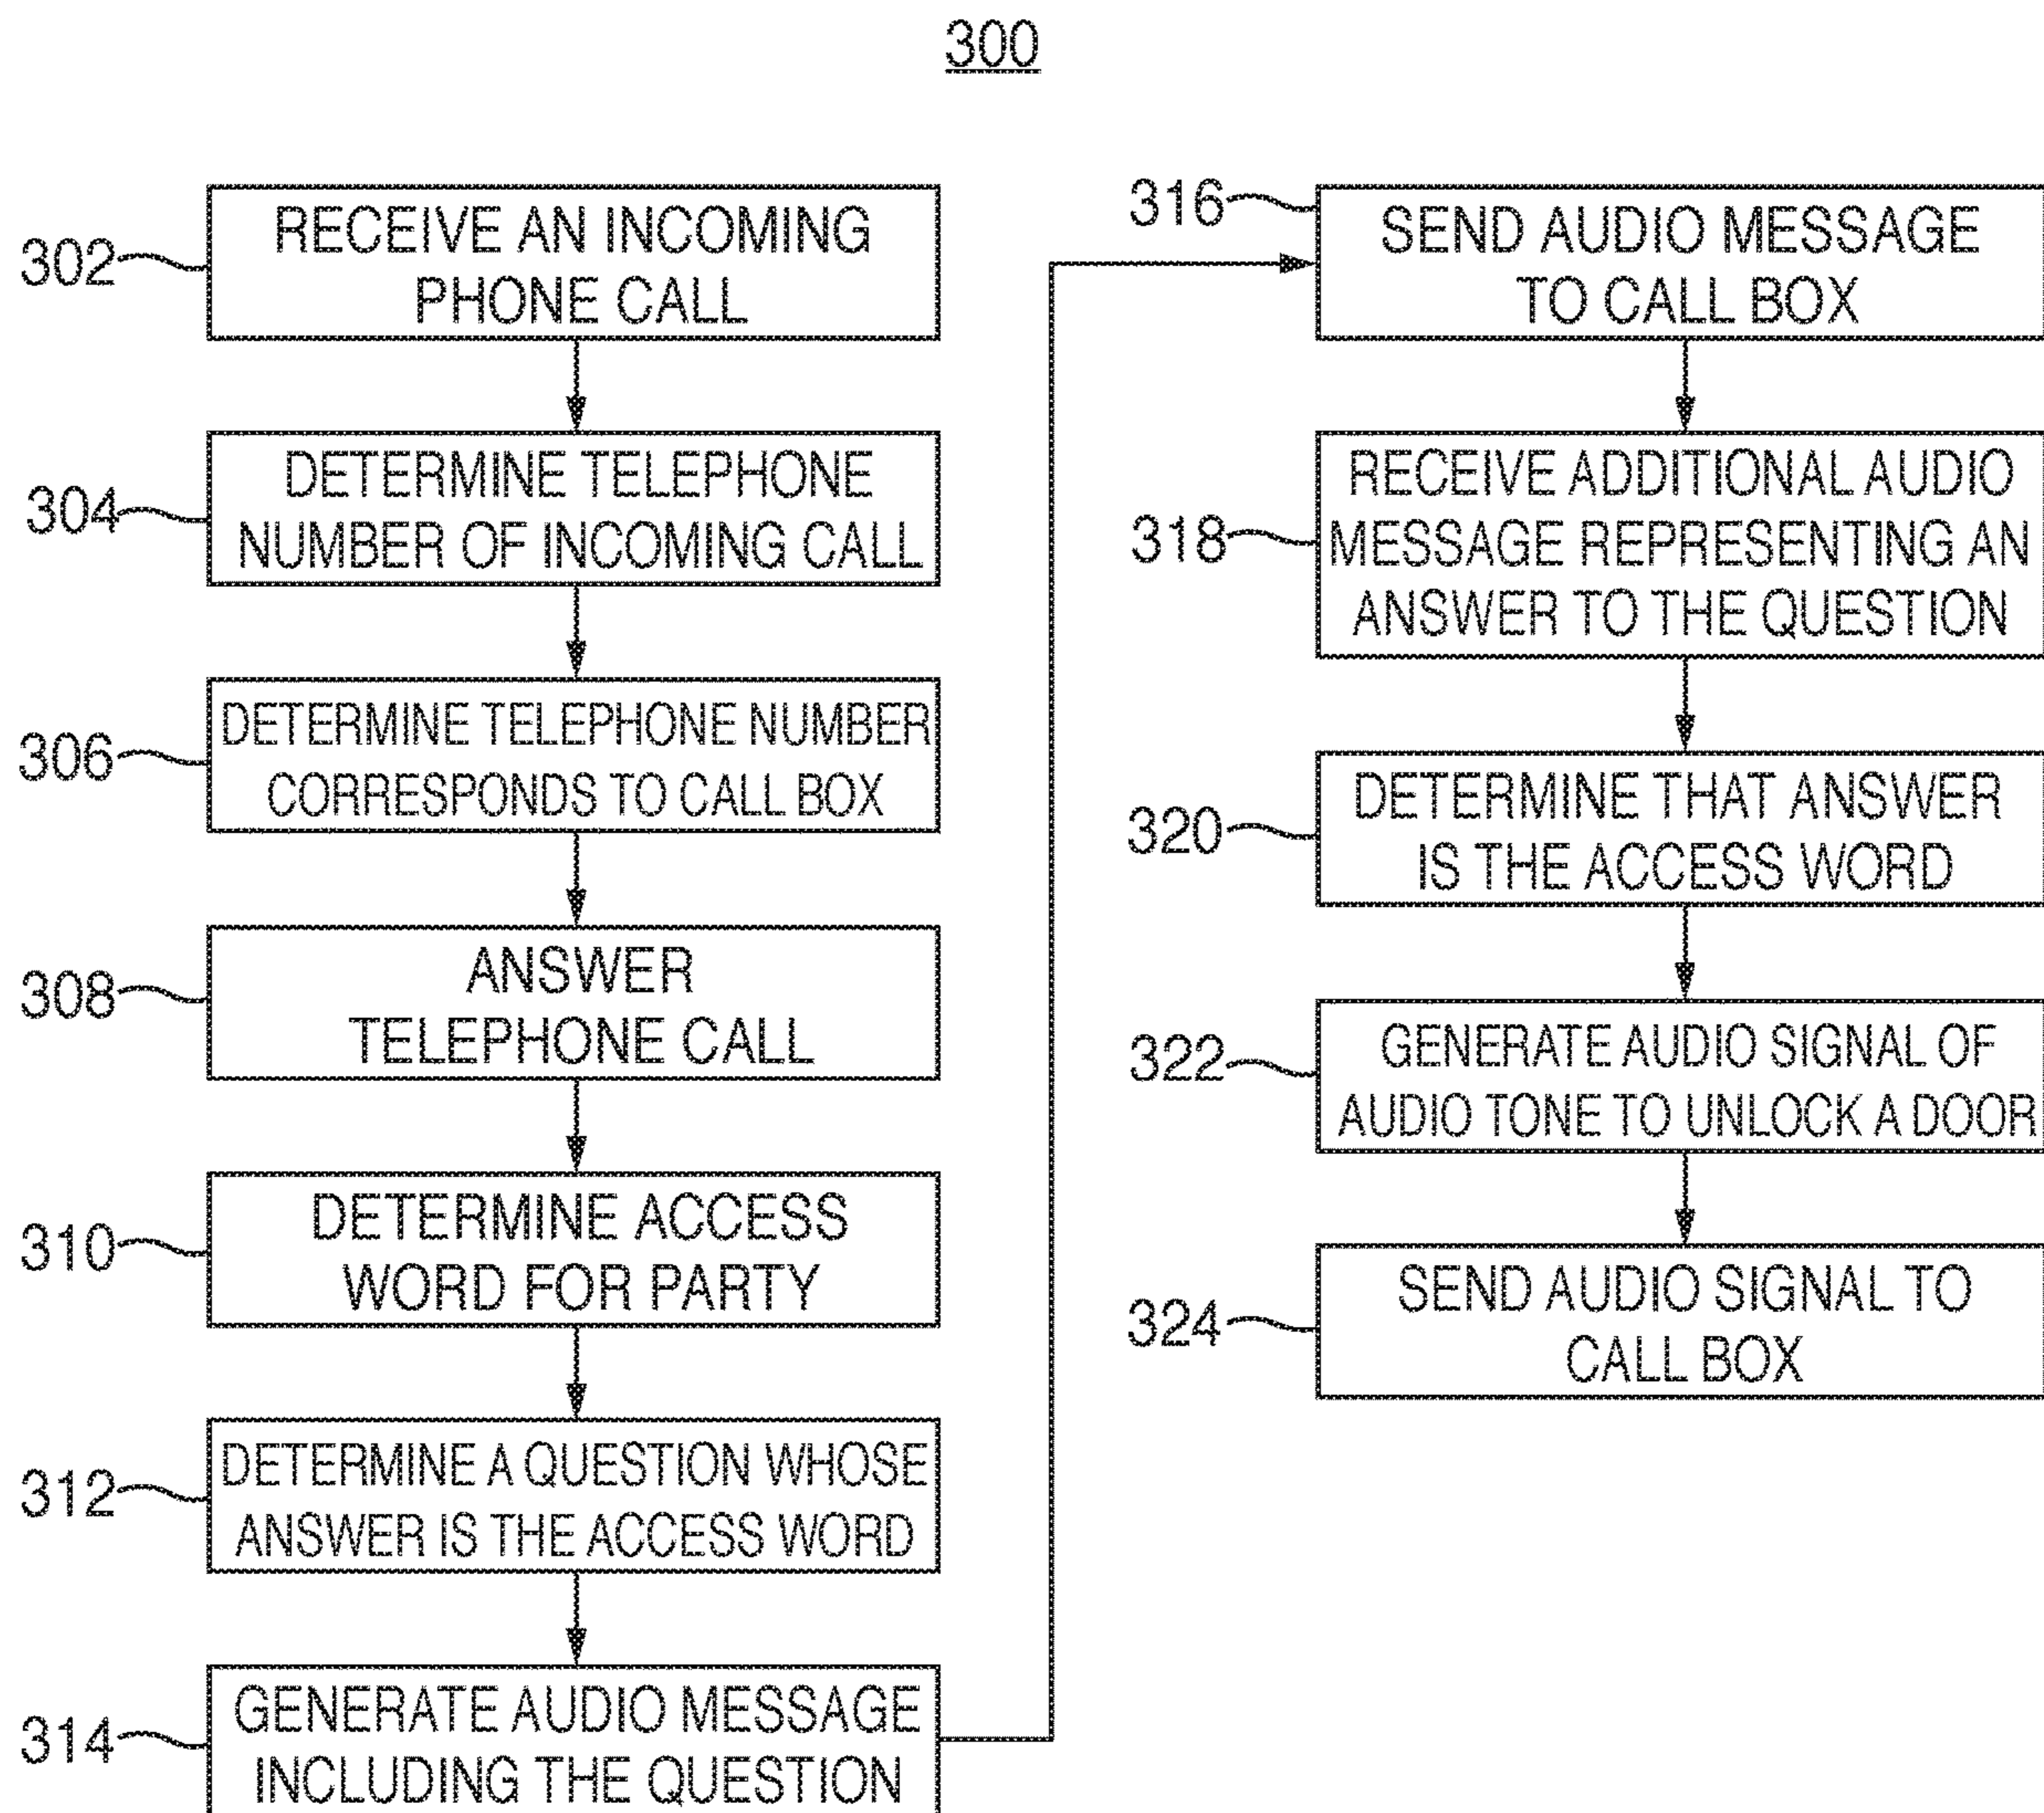 300
302
RECEIVE AN INCOMING
PHONE CALL
304
DETERMINE TELEPHONE
NUMBER OF INCOMING CALL
306
DETERMINE TELEPHONE NUMBER
CORRESPONDS TO CALL BOX
308
ANSWER
TELEPHONE CALL
310
DETERMINE ACCESS
WORD FOR PARTY
312
DETERMINE A QUESTION WHOSE
ANSWER IS THE ACCESS WORD
314
GENERATE AUDIO MESSAGE
INCLUDING THE QUESTION
316
SEND AUDIO MESSAGE
TO CALL BOX
318
RECEIVE ADDITIONAL AUDIO
MESSAGE REPRESENTING AN
ANSWER TO THE QUESTION
320
DETERMINE THAT ANSWER
IS THE ACCESS WORD
322
GENERATE AUDIO SIGNAL OF
AUDIO TONE TO UNLOCK A DOOR
324
SEND AUDIO SIGNAL TO
CALL BOX